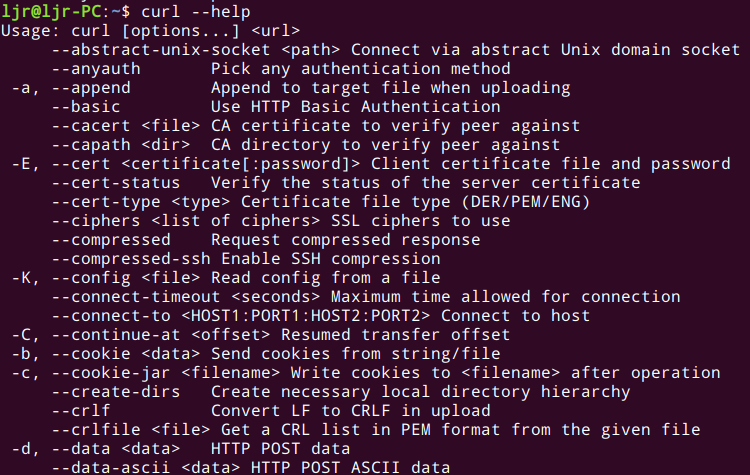 ljr@ljr-PC:~$ curl --help
Usage: curl [options...] <url>
     --abstract-unix-socket <path> Connect via abstract Unix domain socket
     --anyauth       Pick any authentication method
 -a, --append        Append to target file when uploading
     --basic         Use HTTP Basic Authentication
     --cacert <file> CA certificate to verify peer against
     --capath <dir>  CA directory to verify peer against
 -E, --cert <certificate[:password]> Client certificate file and password
     --cert-status   Verify the status of the server certificate
     --cert-type <type> Certificate file type (DER/PEM/ENG)
     --ciphers <list of ciphers> SSL ciphers to use
     --compressed    Request compressed response
     --compressed-ssh Enable SSH compression
 -K, --config <file> Read config from a file
     --connect-timeout <seconds> Maximum time allowed for connection
     --connect-to <HOST1:PORT1:HOST2:PORT2> Connect to host
 -C, --continue-at <offset> Resumed transfer offset
 -b, --cookie <data> Send cookies from string/file
 -c, --cookie-jar <filename> Write cookies to <filename> after operation
     --create-dirs   Create necessary local directory hierarchy
     --crlf          Convert LF to CRLF in upload
     --crlfile <file> Get a CRL list in PEM format from the given file
 -d, --data <data>   HTTP POST data
     --data-ascii <data> HTTP POST ASCII data